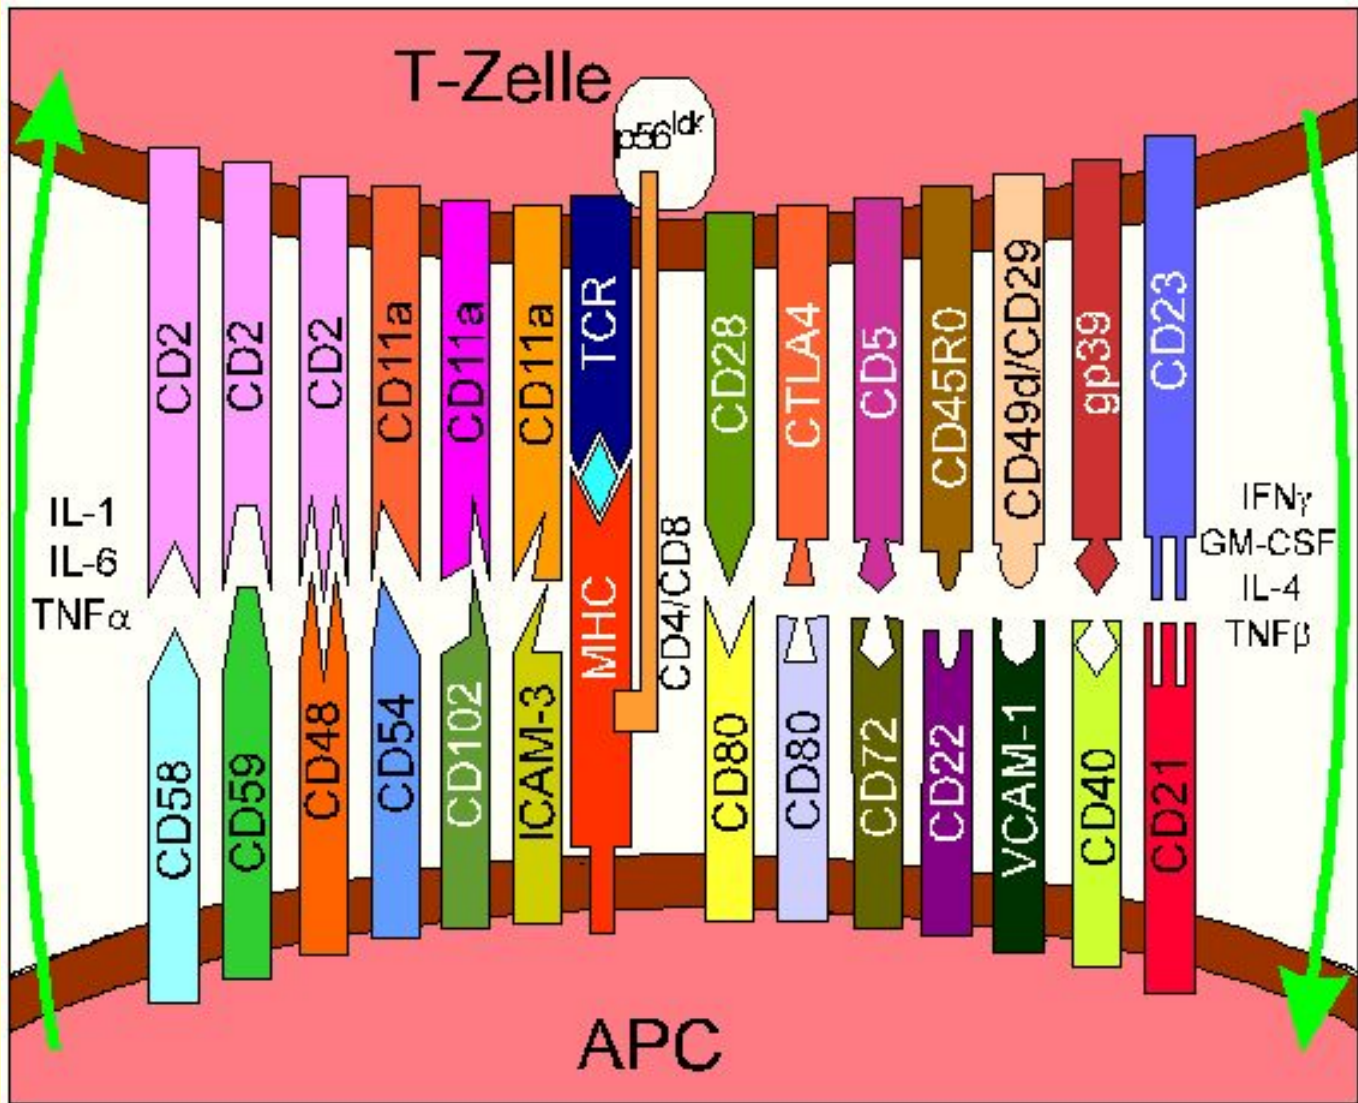 T-Zelle
p56ldk
CD2
CD2
CD2
CD11a
CD11a
CD11a
TCR
CD28
CTLA4
CD5
CD45R0
CD49d/CD29
gp39
CD23
IL-1
IL-6
TNFα
IFNγ
GM-CSF
IL-4
TNFβ
CD58
CD59
CD48
CD54
CD102
ICAM-3
MHC
CD4/CD8
CD80
CD80
CD72
CD22
VCAM-1
CD40
CD21
APC